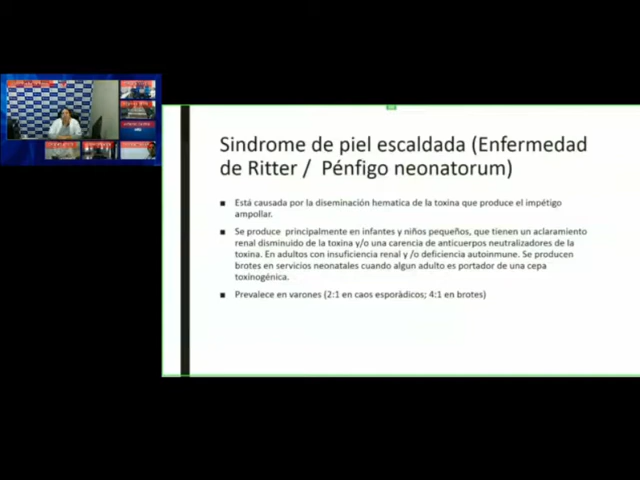 Sindrome de piel escaldada (Enfermedad
de Ritter / Pénfigo neonatorum)
Está causada por la diseminación hematica de la toxina que produce el impétigo
ampollar.
Se produce principalmente en infantes y niños pequeños, que tienen un aclaramiento
renal disminuido de la toxina y/o una carencia de anticuerpos neutralizadores de la
toxina. En adultos con insuficiencia renal y /o deficiencia autoinmune. Se producen
brotes en servicios neonatales cuando algun adulto es portador de una cepa
toxinogénica.
Prevalece en varones (2:1 en caos esporádicos; 4:1 en brotes)